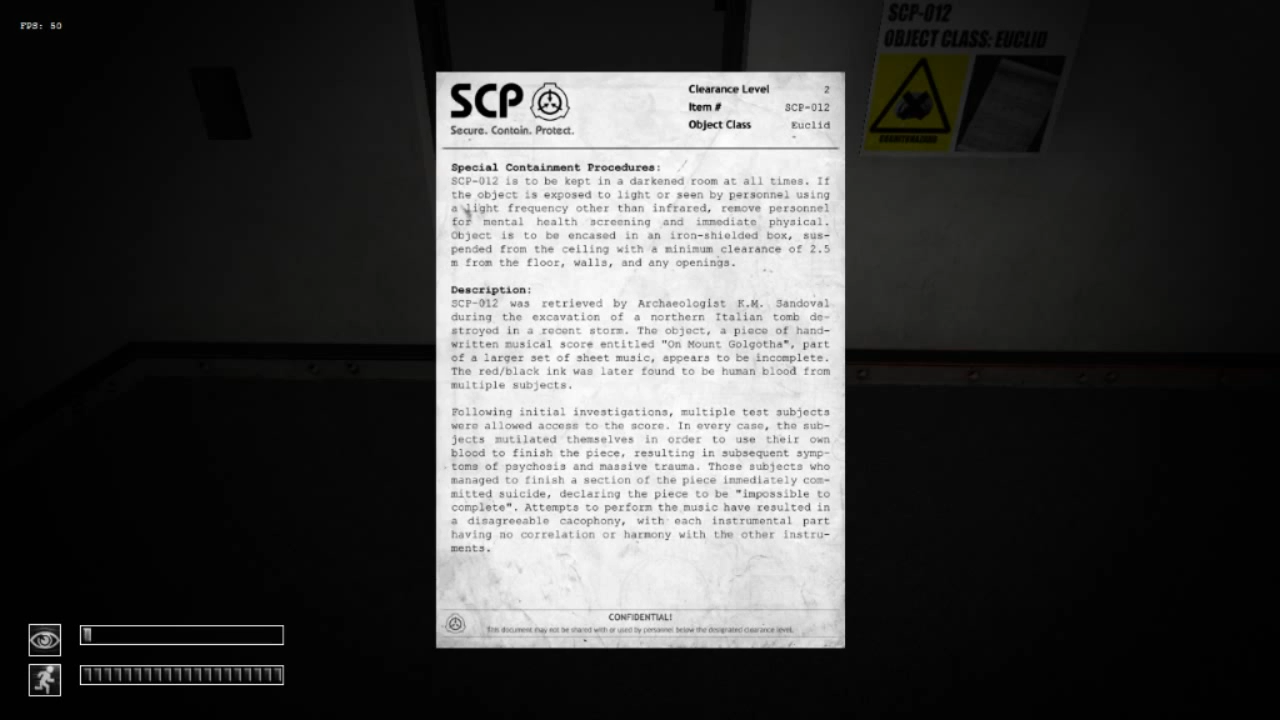 FPS: 50
SCP-012
OBJECT CLASS: EUCLID
SCP
Secure. Contain. Protect.
Clearance Level 2
Item # SCP-012
Object Class Euclid
Special Containment Procedures:
SCP-012 is to be kept in a darkened room at all times. If
the object is exposed to light or seen by personnel using
a light frequency other than infrared, remove personnel
for mental health screening and immediate physical.
Object is to be encased in an iron-shielded box, sus-
pended from the ceiling with a minimum clearance of 2.5
m from the floor, walls, and any openings.
Description:
SCP-012 was retrieved by Archaeologist K.M. Sandoval
during the excavation of a northern Italian tomb de-
stroyed in a recent storm. The object, a piece of hand-
written musical score entitled "On Mount Golgotha", part
of a larger set of sheet music, appears to be incomplete.
The red/black ink was later found to be human blood from
multiple subjects.
Following initial investigations, multiple test subjects
were allowed access to the score. In every case, the sub-
jects mutilated themselves in order to use their own
blood to finish the piece, resulting in subsequent symp-
toms of psychosis and massive trauma. Those subjects who
managed to finish a section of the piece immediately com-
mitted suicide, declaring the piece to be "impossible to
complete". Attempts to perform the music have resulted in
a disagreeable cacophony, with each instrumental part
having no correlation or harmony with the other instru-
ments.
CONFIDENTIAL!
This document may not be shared with or used by personnel below the designated clearance level.